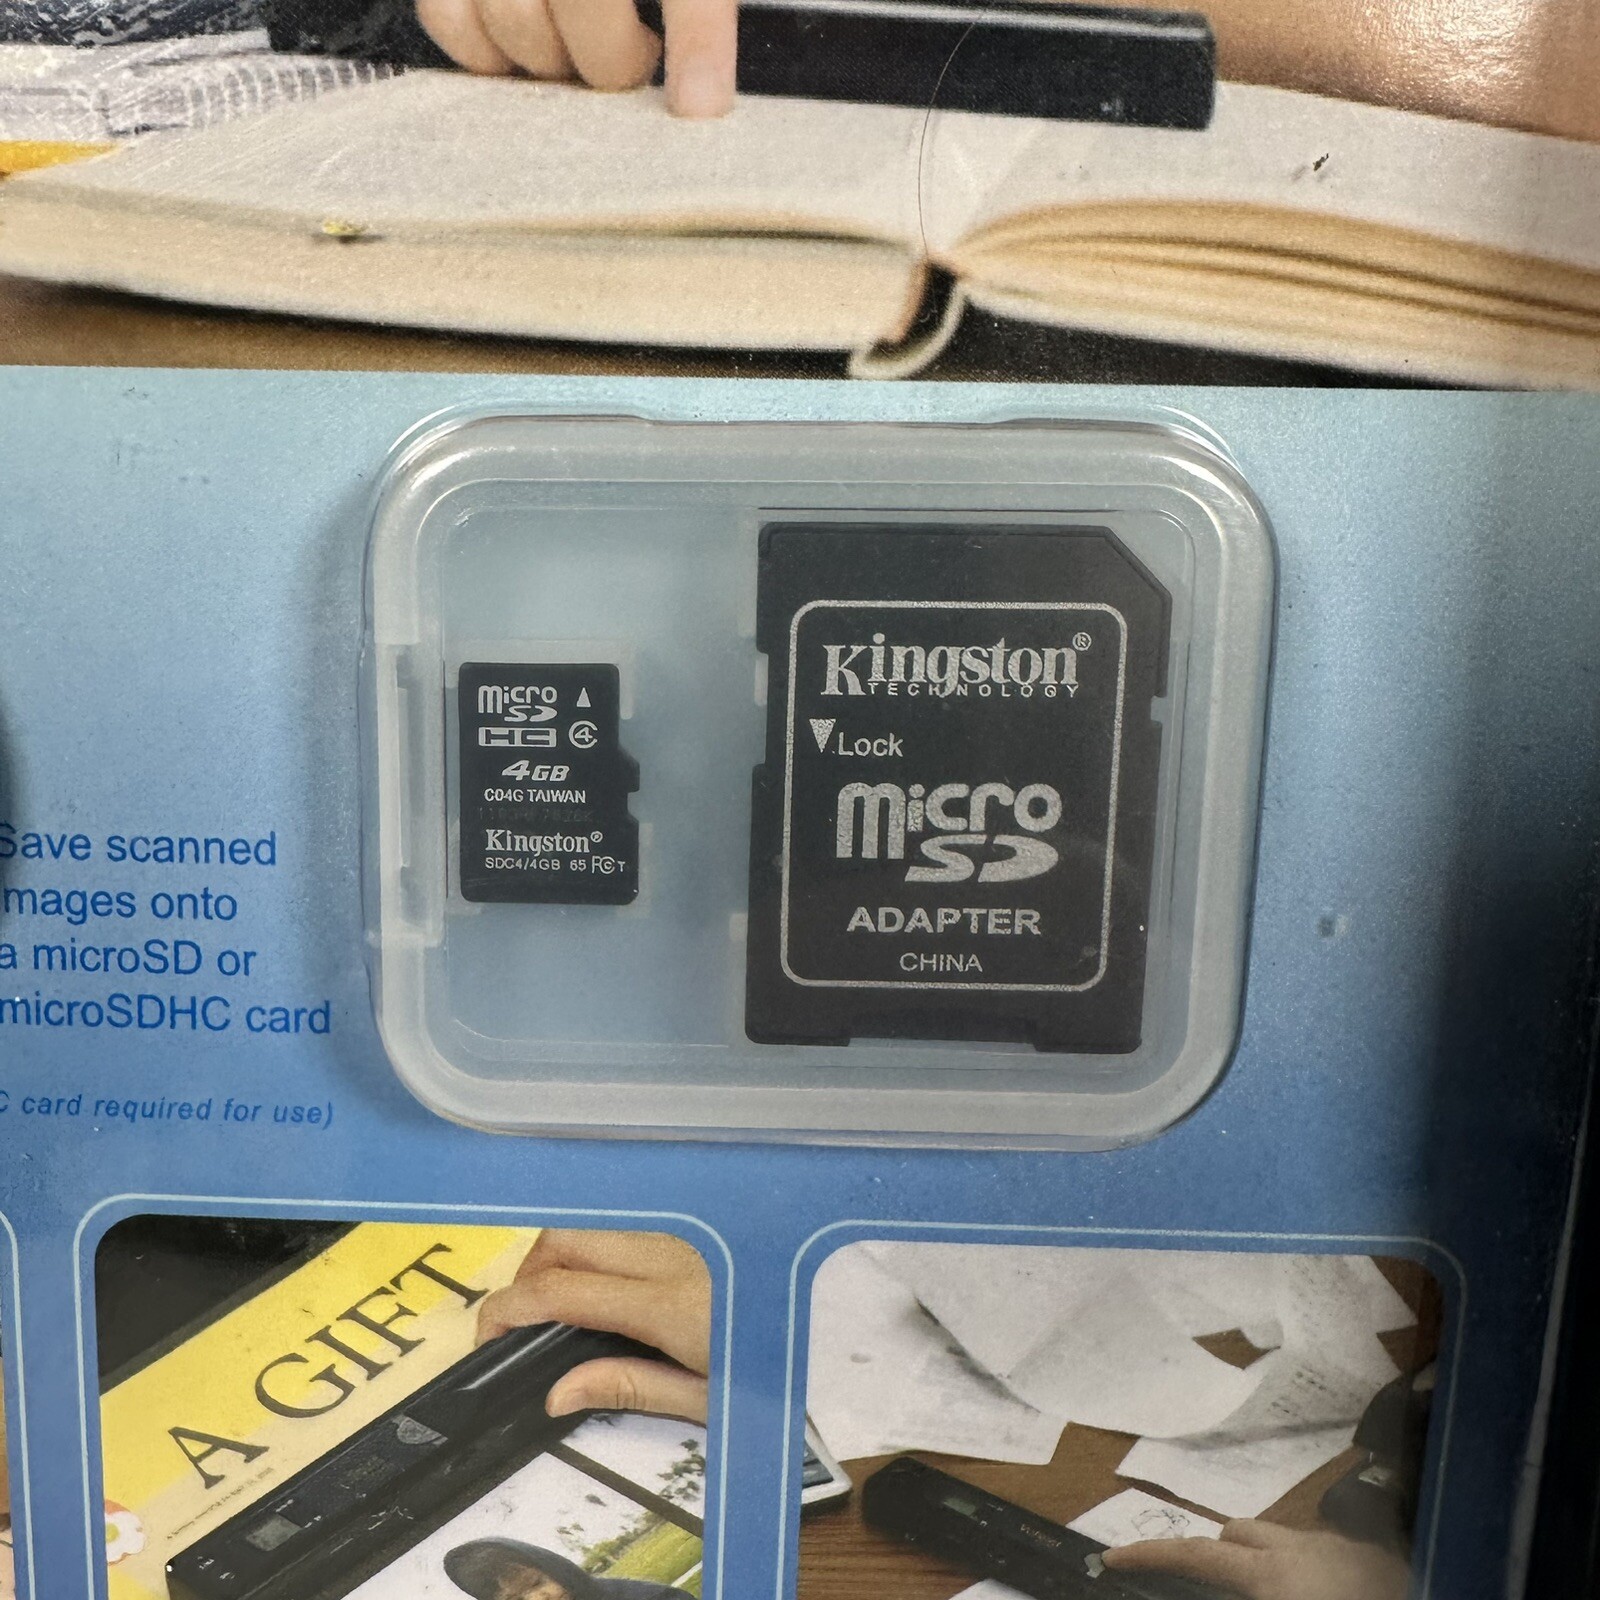 Save scanned
images onto
a microSD or
microSDHC card
card required for use)
micro
SD
HC 4
4GB
C04G TAIWAN
Kingston®
SDC4/4GB 65 FC T
Kingston®
TECHNOLOGY
Lock
micro
SD
ADAPTER
CHINA
A GIFT